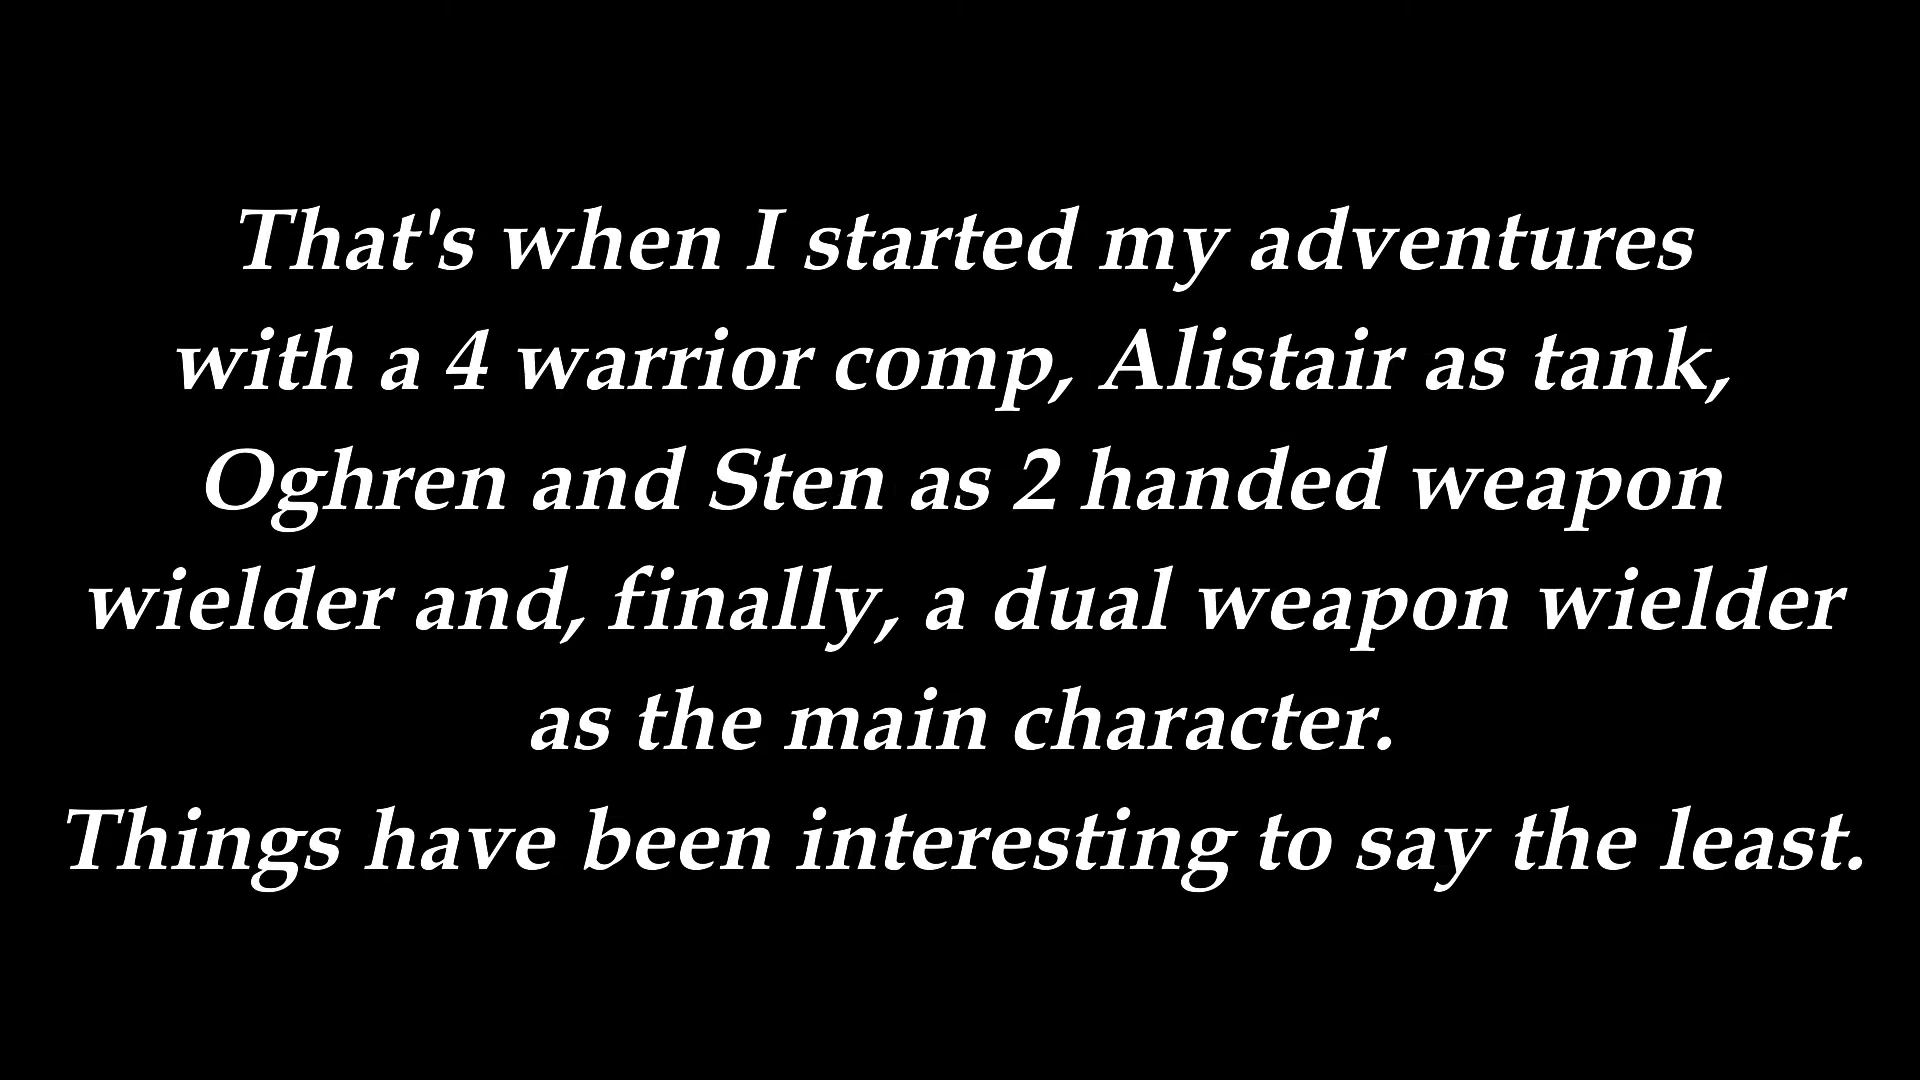 That's when I started my adventures
with a 4 warrior comp, Alistair as tank,
Oghren and Sten as 2 handed weapon
wielder and, finally, a dual weapon wielder
as the main character.
Things have been interesting to say the least.